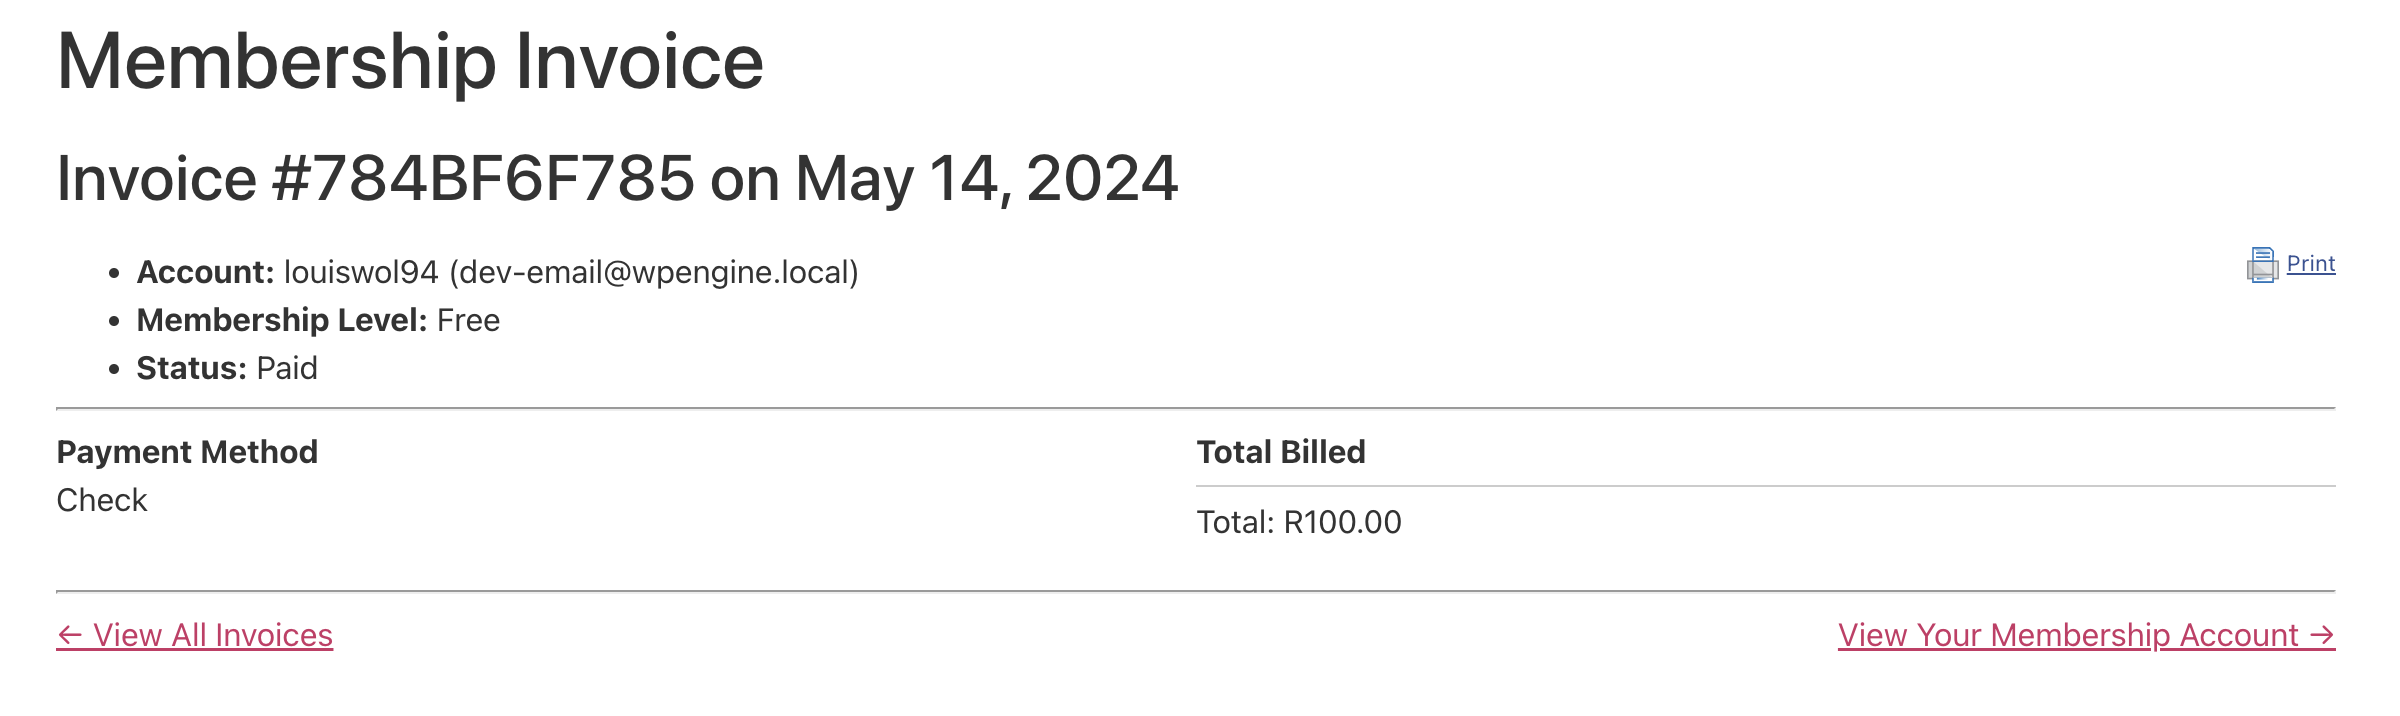 Membership Invoice
Invoice #784BF6F785 on May 14, 2024
Print
• Account: louiswol94 (dev-email@wpengine.local)
• Membership Level: Free
• Status: Paid
Payment Method
Check
Total Billed
Total: R100.00
← View All Invoices
View Your Membership Account →